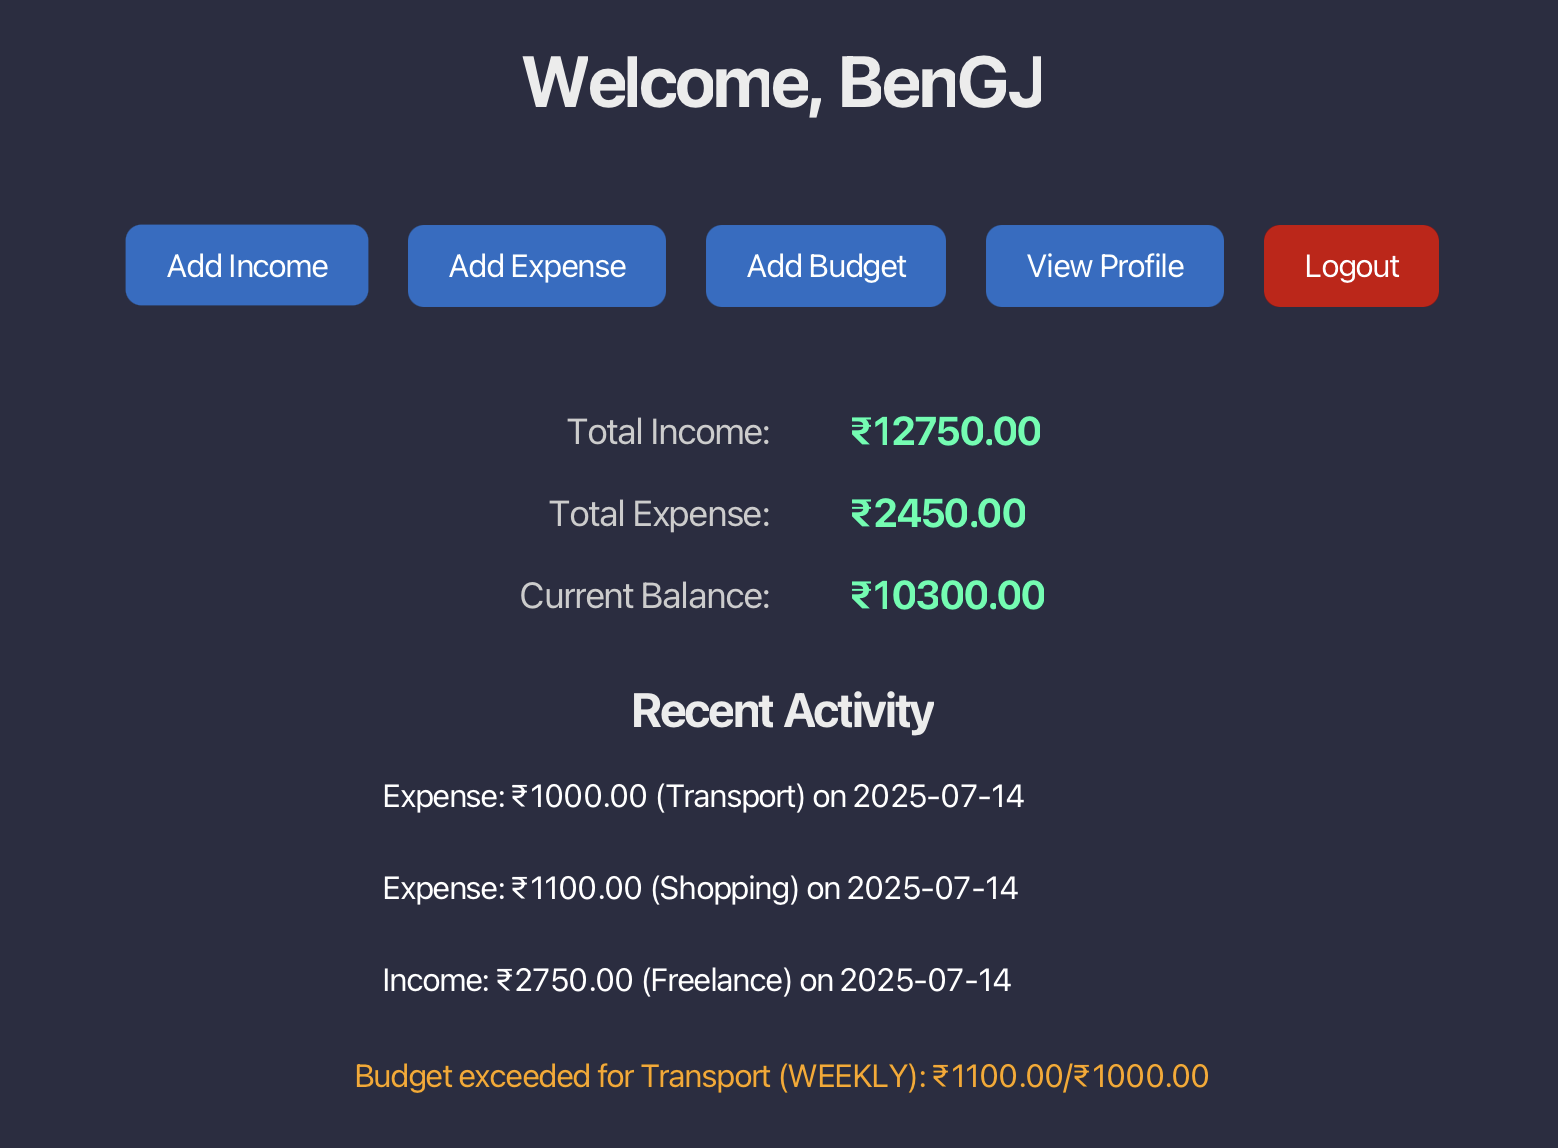 Welcome, BenGJ
Add Income Add Expense Add Budget View Profile Logout
Total Income: ₹12750.00
Total Expense: ₹2450.00
Current Balance: ₹10300.00
Recent Activity
Expense: ₹1000.00 (Transport) on 2025-07-14
Expense: ₹1100.00 (Shopping) on 2025-07-14
Income: ₹2750.00 (Freelance) on 2025-07-14
Budget exceeded for Transport (WEEKLY): ₹1100.00/₹1000.00